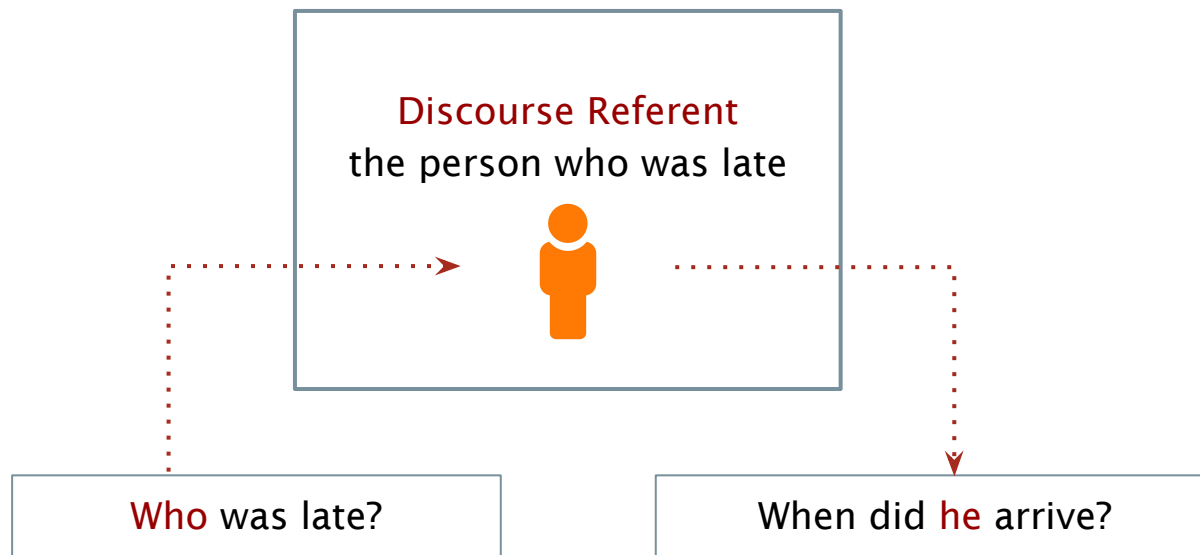 Discourse Referent
the person who was late
Who was late?
When did he arrive?